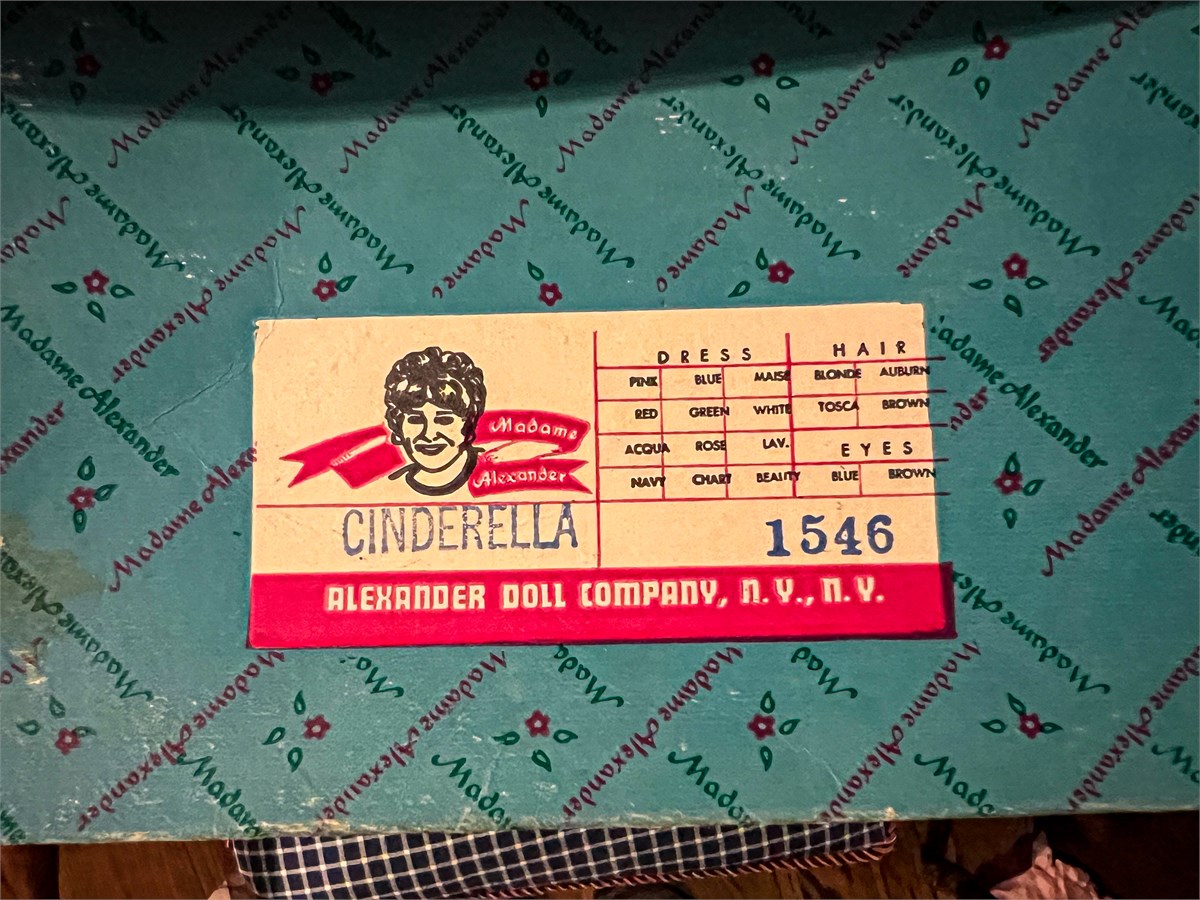 Madame Alexander
DRESS HAIR
PINK BLUE MAISE BLONDE AUBURN
RED GREEN WHITE TOSCA BROWN
ACQUA ROSE LAV. EYES
NAVY CHART BEAUTY BLUE BROWN
Madame
Alexander
CINDERELLA 1546
ALEXANDER DOLL COMPANY, N.Y., N.Y.